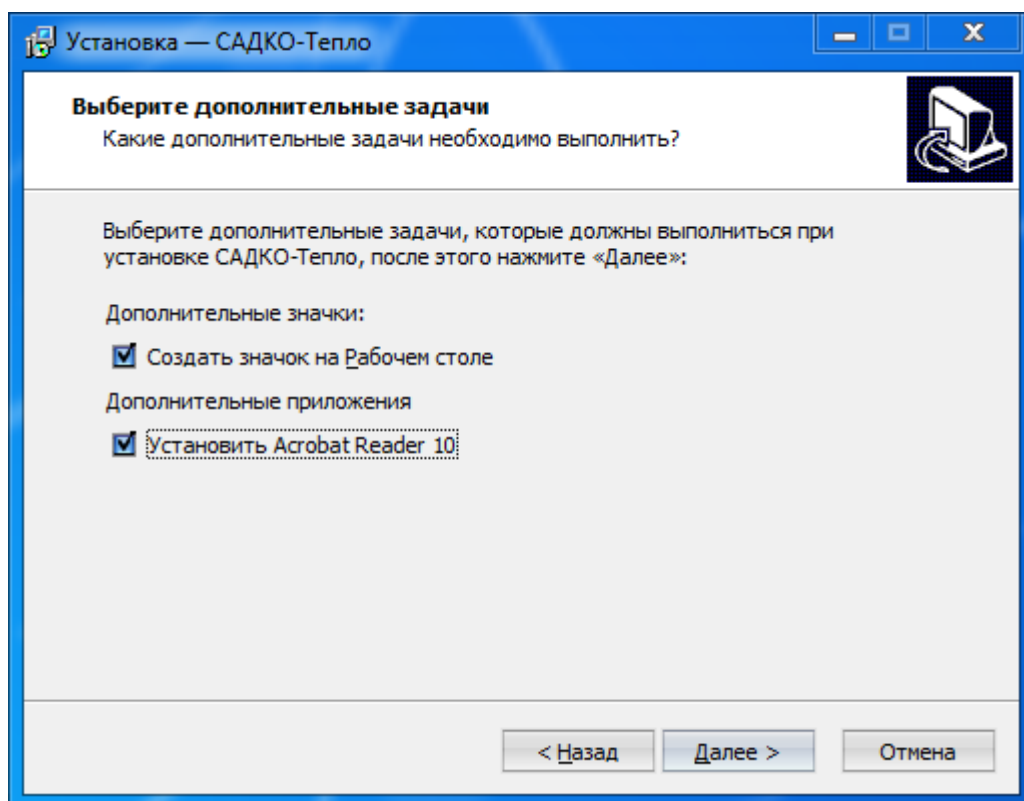 Установка — САДКО-Тепло
Выберите дополнительные задачи
Какие дополнительные задачи необходимо выполнить?
Выберите дополнительные задачи, которые должны выполниться при
установке САДКО-Тепло, после этого нажмите «Далее»:
Дополнительные значки:
Создать значок на Рабочем столе
Дополнительные приложения
Установить Acrobat Reader 10
< Назад
Далее >
Отмена